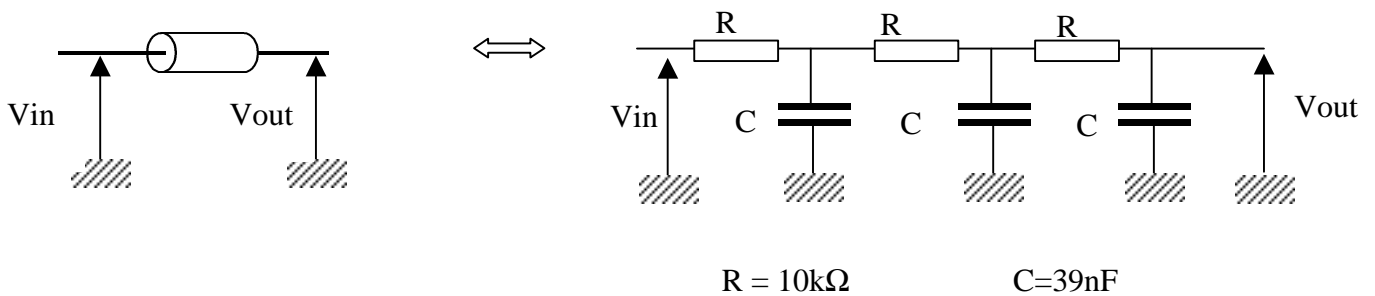 R R R
Vin Vout Vin C C C Vout
R = 10kΩ C=39nF